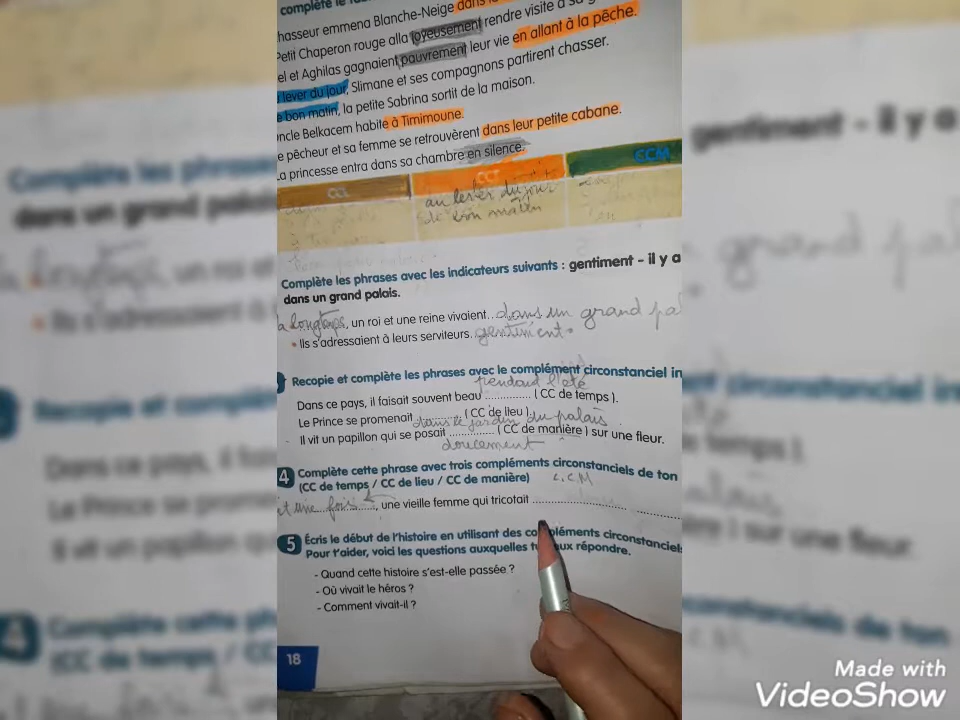 complète le
hasseur emmena Blanche-Neige dans
Petit Chaperon rouge alla joyeusement rendre visite à sa g
el et Aghilas gagnaient pauvrement leur vie en allant à la pêche.
lever du jour, Slimane et ses compagnons partirent chasser.
e bon matin, la petite Sabrina sortit de la maison.
ncle Belkacem habite à Timimoune.
e pêcheur et sa femme se retrouvèrent dans leur petite cabane.
La princesse entra dans sa chambre en silence.
CCL CCT CCM
au lever du jour
de bon matin
Complète les phrases avec les indicateurs suivants : gentiment - il y a
dans un grand palais.
a longtemps, un roi et une reine vivaient dans un grand pal
• Ils s'adressaient à leurs serviteurs gentiment.
Recopie et complète les phrases avec le complément circonstanciel in
pendand l'été
Dans ce pays, il faisait souvent beau ............... ( CC de temps ).
Le Prince se promenait ............... ( CC de lieu ).
dans le jardin du palais
- Il vit un papillon qui se posait ............... ( CC de manière ) sur une fleur.
doucement
4 Complète cette phrase avec trois compléments circonstanciels de ton
(CC de temps / CC de lieu / CC de manière)
C.C.M
it une fois, une vieille femme qui tricotait ...............
5 Écris le début de l'histoire en utilisant des compléments circonstanciels
Pour t'aider, voici les questions auxquelles tu peux répondre.
- Quand cette histoire s'est-elle passée ?
- Où vivait le héros ?
- Comment vivait-il ?
18
Made with
VideoShow